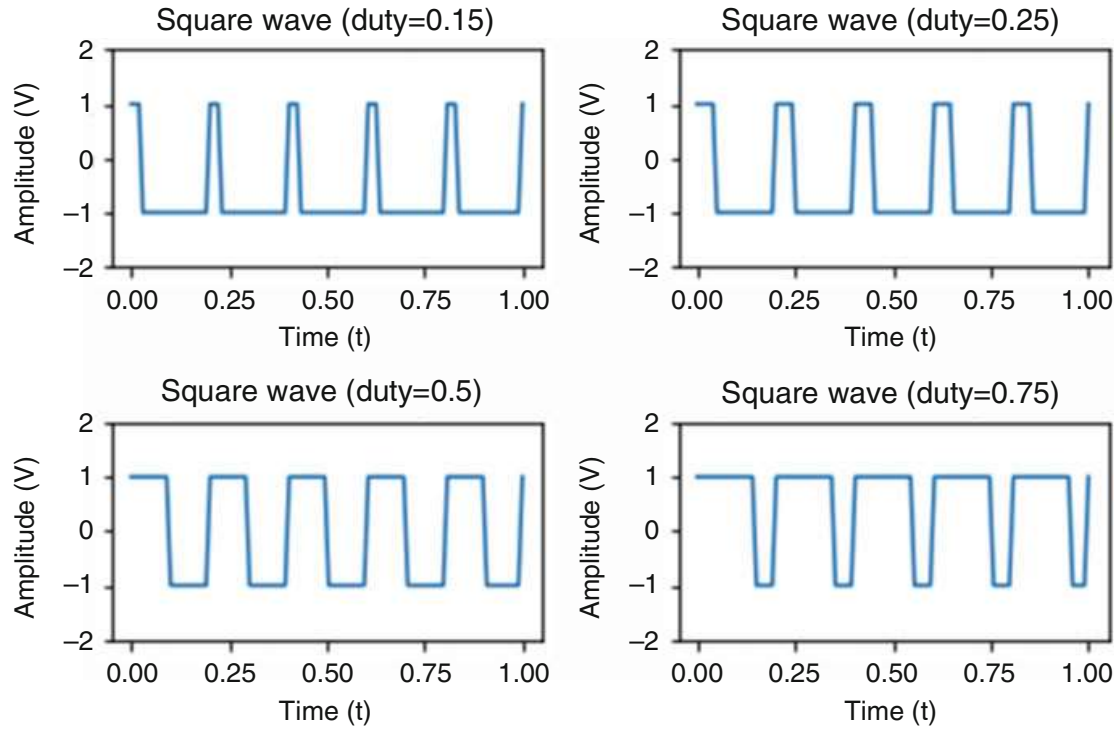 Square wave (duty=0.15)
2
1
0
–1
–2
Amplitude (V)
0.00 0.25 0.50 0.75 1.00
Time (t)
Square wave (duty=0.25)
2
1
0
–1
–2
Amplitude (V)
0.00 0.25 0.50 0.75 1.00
Time (t)
Square wave (duty=0.5)
2
1
0
–1
–2
Amplitude (V)
0.00 0.25 0.50 0.75 1.00
Time (t)
Square wave (duty=0.75)
2
1
0
–1
–2
Amplitude (V)
0.00 0.25 0.50 0.75 1.00
Time (t)